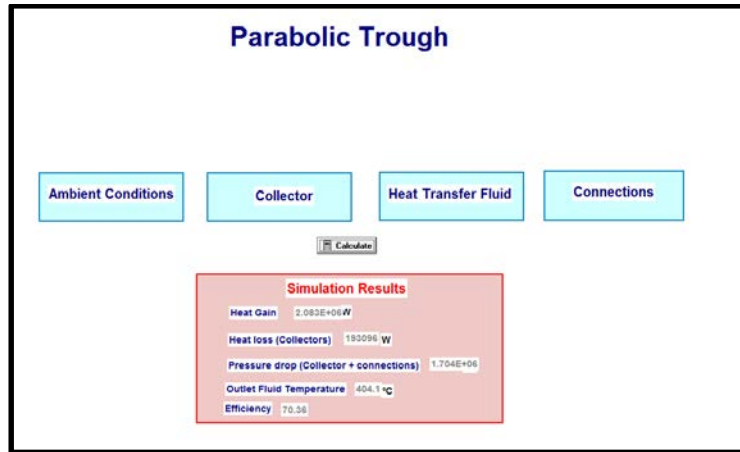 Parabolic Trough
Ambient Conditions
Collector
Heat Transfer Fluid
Connections
Calculate
Simulation Results
Heat Gain 2.083E+06 W
Heat loss (Collectors) 193096 W
Pressure drop (Collector + connections) 1.704E+06
Outlet Fluid Temperature 404.1 °C
Efficiency 70.36